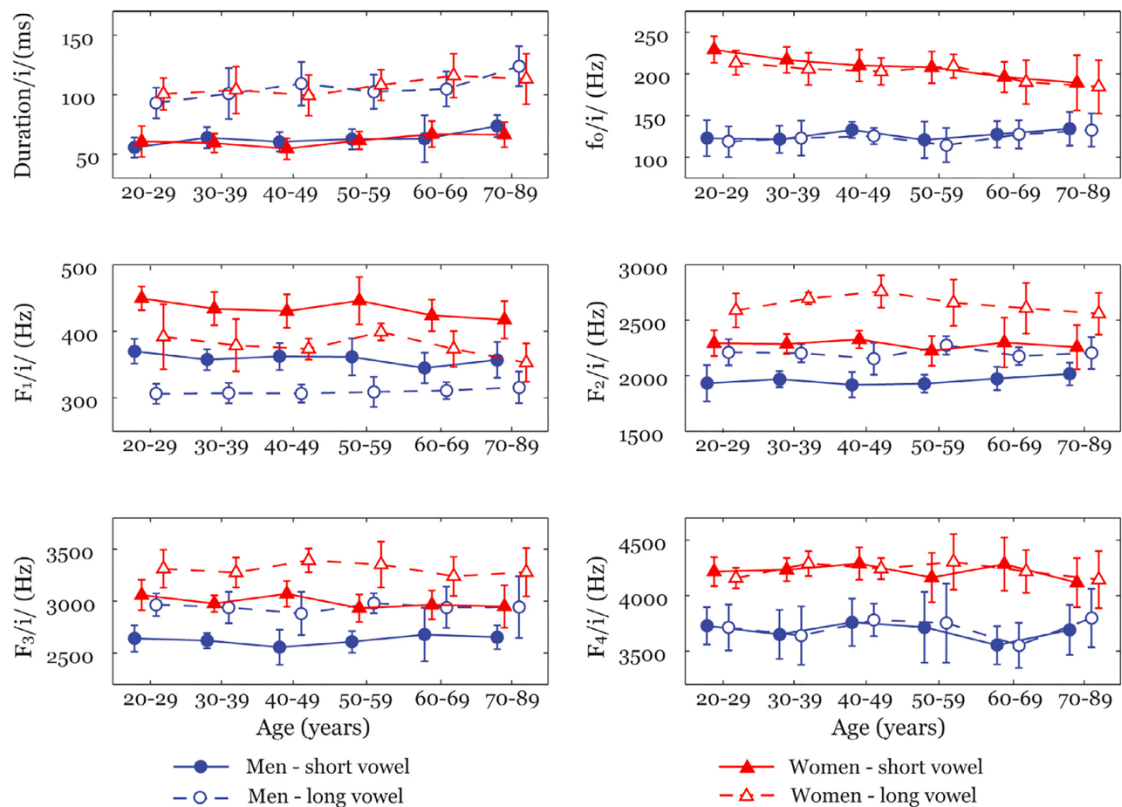 Duration/i/(ms)
150
100
50
20-29 30-39 40-49 50-59 60-69 70-89
f0/i/ (Hz)
250
200
150
100
20-29 30-39 40-49 50-59 60-69 70-89
F1/i/ (Hz)
500
400
300
20-29 30-39 40-49 50-59 60-69 70-89
F2/i/ (Hz)
3000
2500
2000
1500
20-29 30-39 40-49 50-59 60-69 70-89
F3/i/ (Hz)
3500
3000
2500
20-29 30-39 40-49 50-59 60-69 70-89
Age (years)
F4/i/ (Hz)
4500
4000
3500
20-29 30-39 40-49 50-59 60-69 70-89
Age (years)
Men - short vowel
Men - long vowel
Women - short vowel
Women - long vowel